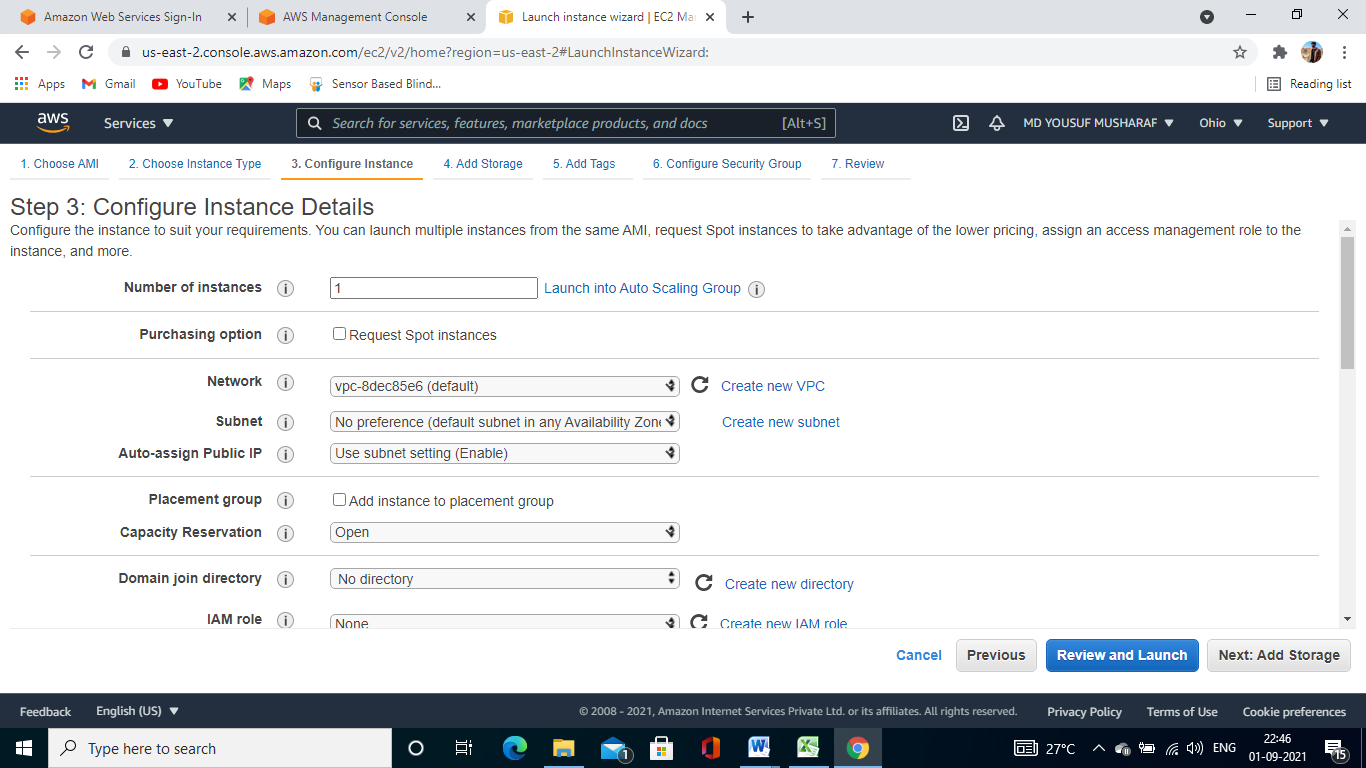 Amazon Web Services Sign-In
AWS Management Console
Launch instance wizard | EC2 Ma
us-east-2.console.aws.amazon.com/ec2/v2/home?region=us-east-2#LaunchInstanceWizard:
Apps Gmail YouTube Maps Sensor Based Blind... Reading list
aws Services Search for services, features, marketplace products, and docs [Alt+S] MD YOUSUF MUSHARAF Ohio Support
1. Choose AMI 2. Choose Instance Type 3. Configure Instance 4. Add Storage 5. Add Tags 6. Configure Security Group 7. Review
Step 3: Configure Instance Details
Configure the instance to suit your requirements. You can launch multiple instances from the same AMI, request Spot instances to take advantage of the lower pricing, assign an access management role to the
instance, and more.
Number of instances 1 Launch into Auto Scaling Group
Purchasing option Request Spot instances
Network vpc-8dec85e6 (default) Create new VPC
Subnet No preference (default subnet in any Availability Zone Create new subnet
Auto-assign Public IP Use subnet setting (Enable)
Placement group Add instance to placement group
Capacity Reservation Open
Domain join directory No directory Create new directory
IAM role None Create new IAM role
Cancel Previous Review and Launch Next: Add Storage
Feedback English (US) © 2008 - 2021, Amazon Internet Services Private Ltd. or its affiliates. All rights reserved. Privacy Policy Terms of Use Cookie preferences
Type here to search 1 27°C ENG 22:46
01-09-2021 15